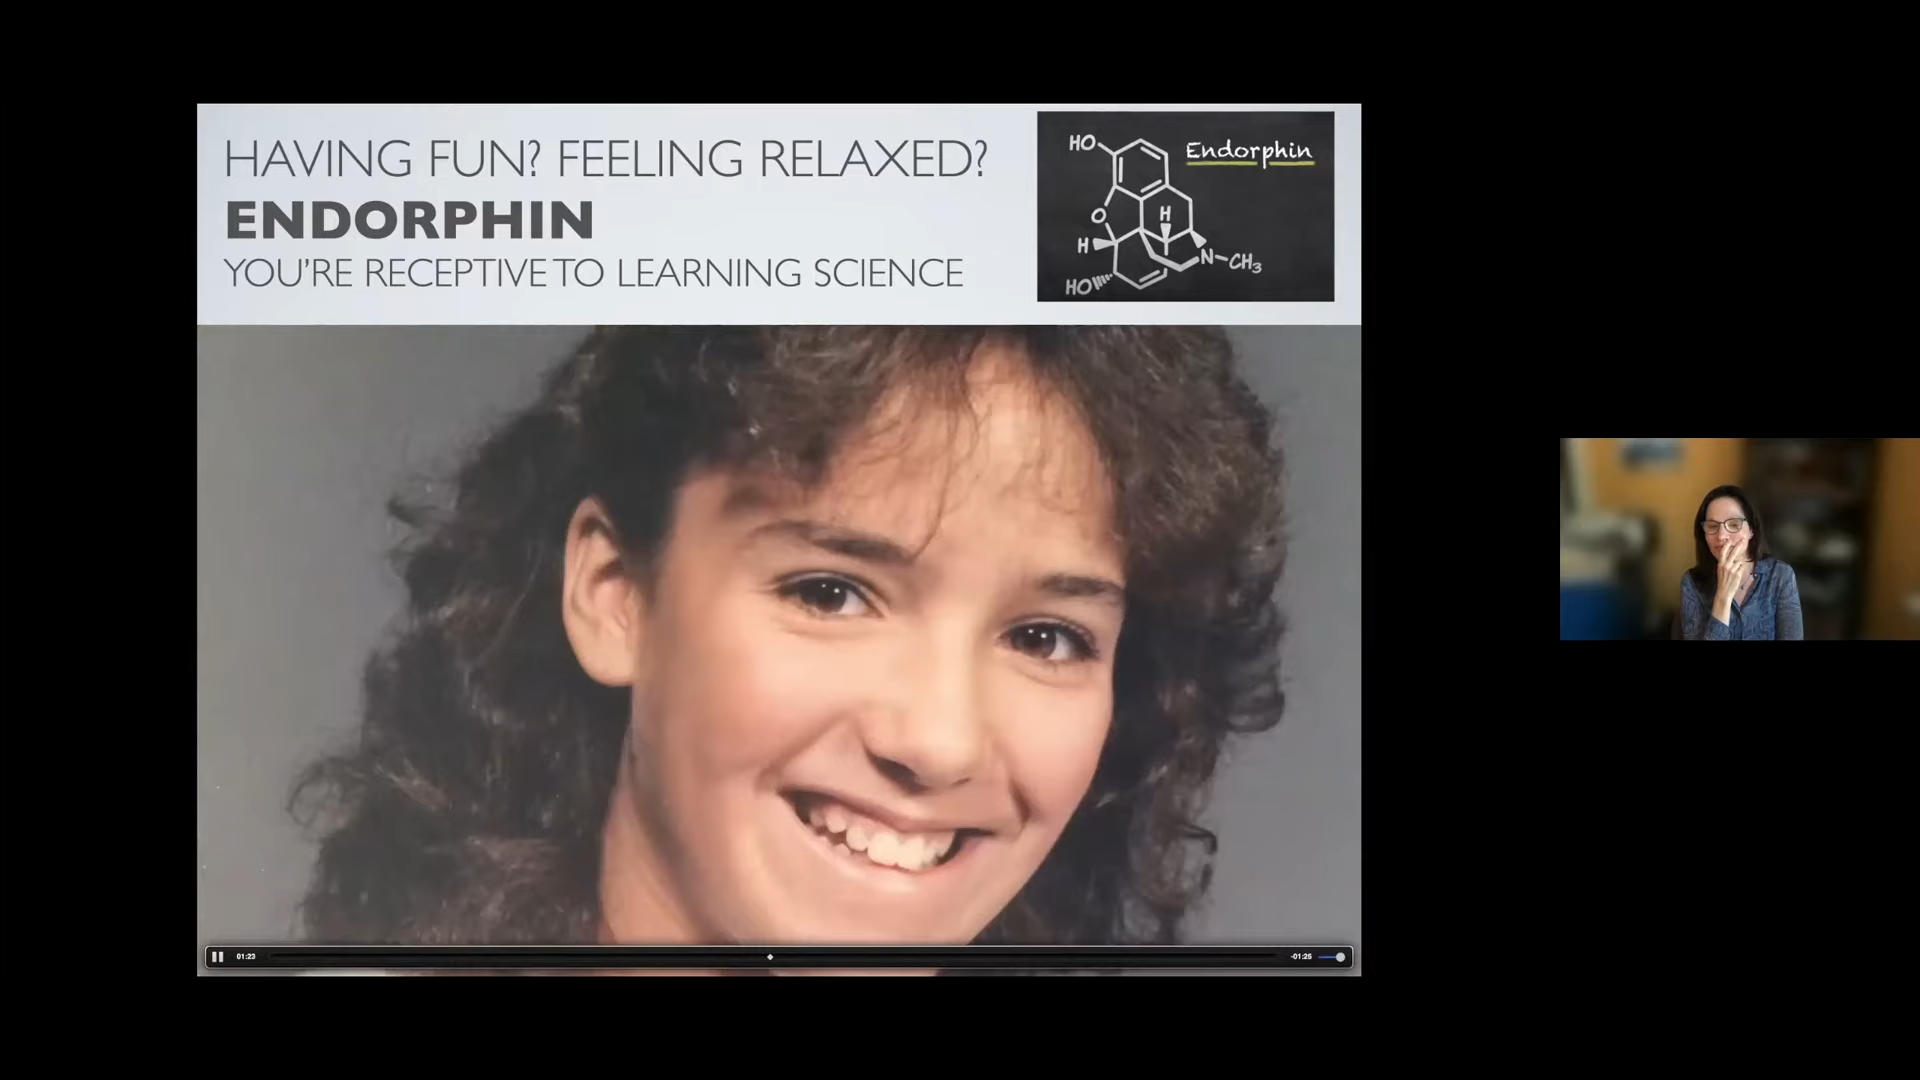 HAVING FUN? FEELING RELAXED?
ENDORPHIN
YOU'RE RECEPTIVE TO LEARNING SCIENCE
Endorphin
HO
O
H
H
N-CH3
HO
01:23
-01:25